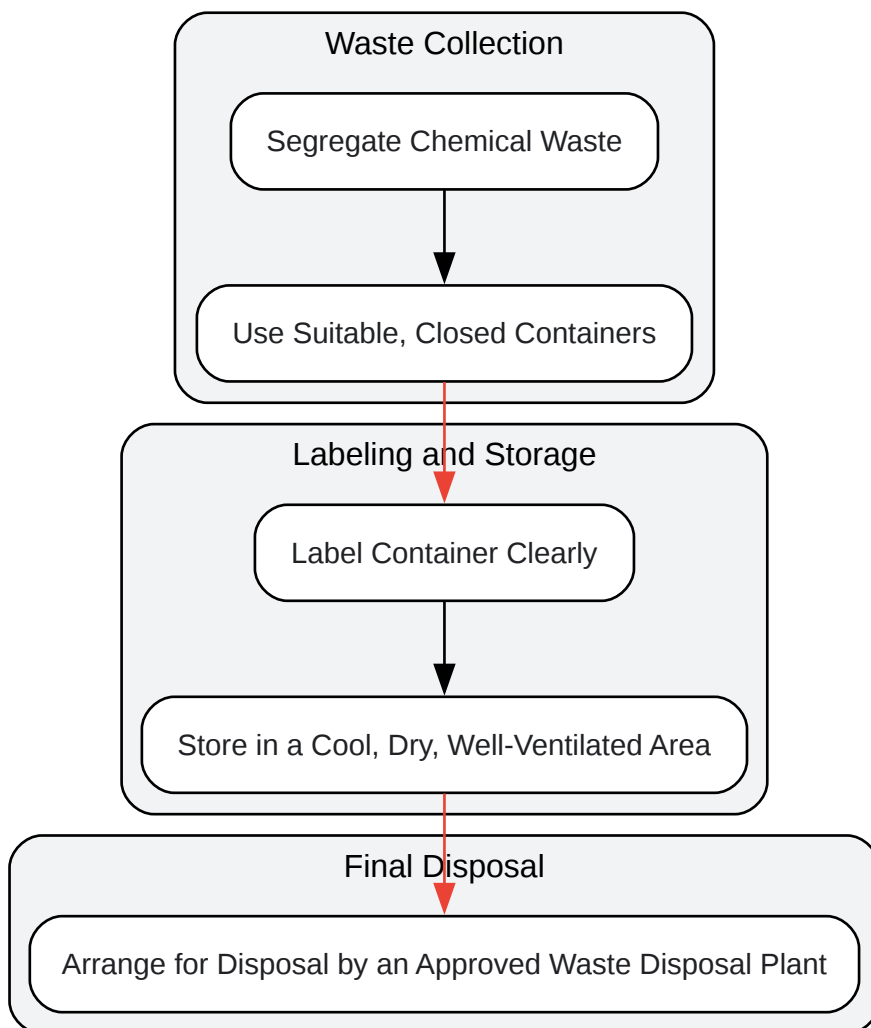 Waste Collection
Segregate Chemical Waste
Use Suitable, Closed Containers
Labeling and Storage
Label Container Clearly
Store in a Cool, Dry, Well-Ventilated Area
Final Disposal
Arrange for Disposal by an Approved Waste Disposal Plant